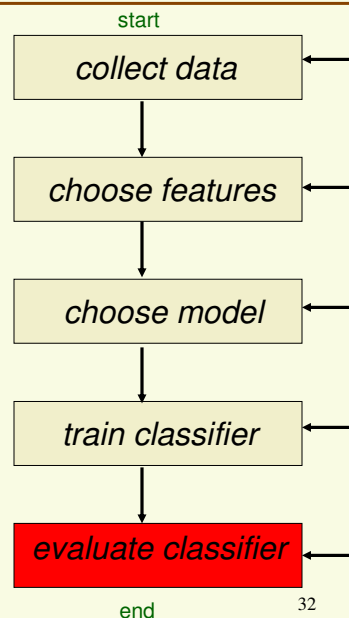 start
collect data
choose features
choose model
train classifier
evaluate classifier
end
32